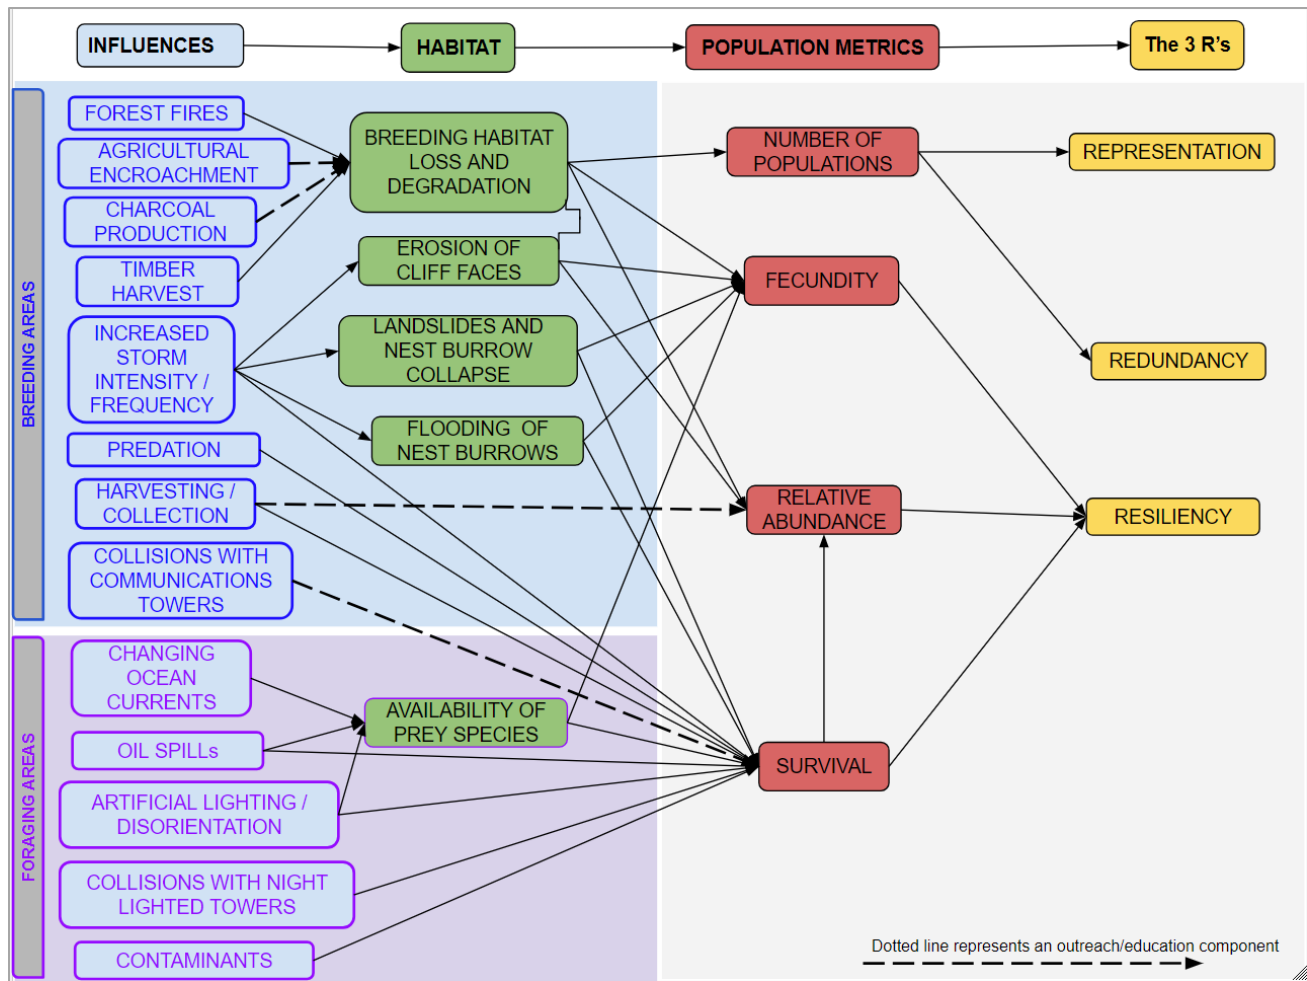 INFLUENCES
HABITAT
POPULATION METRICS
The 3 R's
BREEDING AREAS
FOREST FIRES
AGRICULTURAL
ENCROACHMENT
CHARCOAL
PRODUCTION
TIMBER
HARVEST
INCREASED
STORM
INTENSITY /
FREQUENCY
PREDATION
HARVESTING /
COLLECTION
COLLISIONS WITH
COMMUNICATIONS
TOWERS
BREEDING HABITAT
LOSS AND
DEGRADATION
EROSION OF
CLIFF FACES
LANDSLIDES AND
NEST BURROW
COLLAPSE
FLOODING OF
NEST BURROWS
FORAGING AREAS
CHANGING
OCEAN
CURRENTS
OIL SPILLs
ARTIFICIAL LIGHTING /
DISORIENTATION
COLLISIONS WITH NIGHT
LIGHTED TOWERS
CONTAMINANTS
AVAILABILITY OF
PREY SPECIES
NUMBER OF
POPULATIONS
FECUNDITY
RELATIVE
ABUNDANCE
SURVIVAL
REPRESENTATION
REDUNDANCY
RESILIENCY
Dotted line represents an outreach/education component